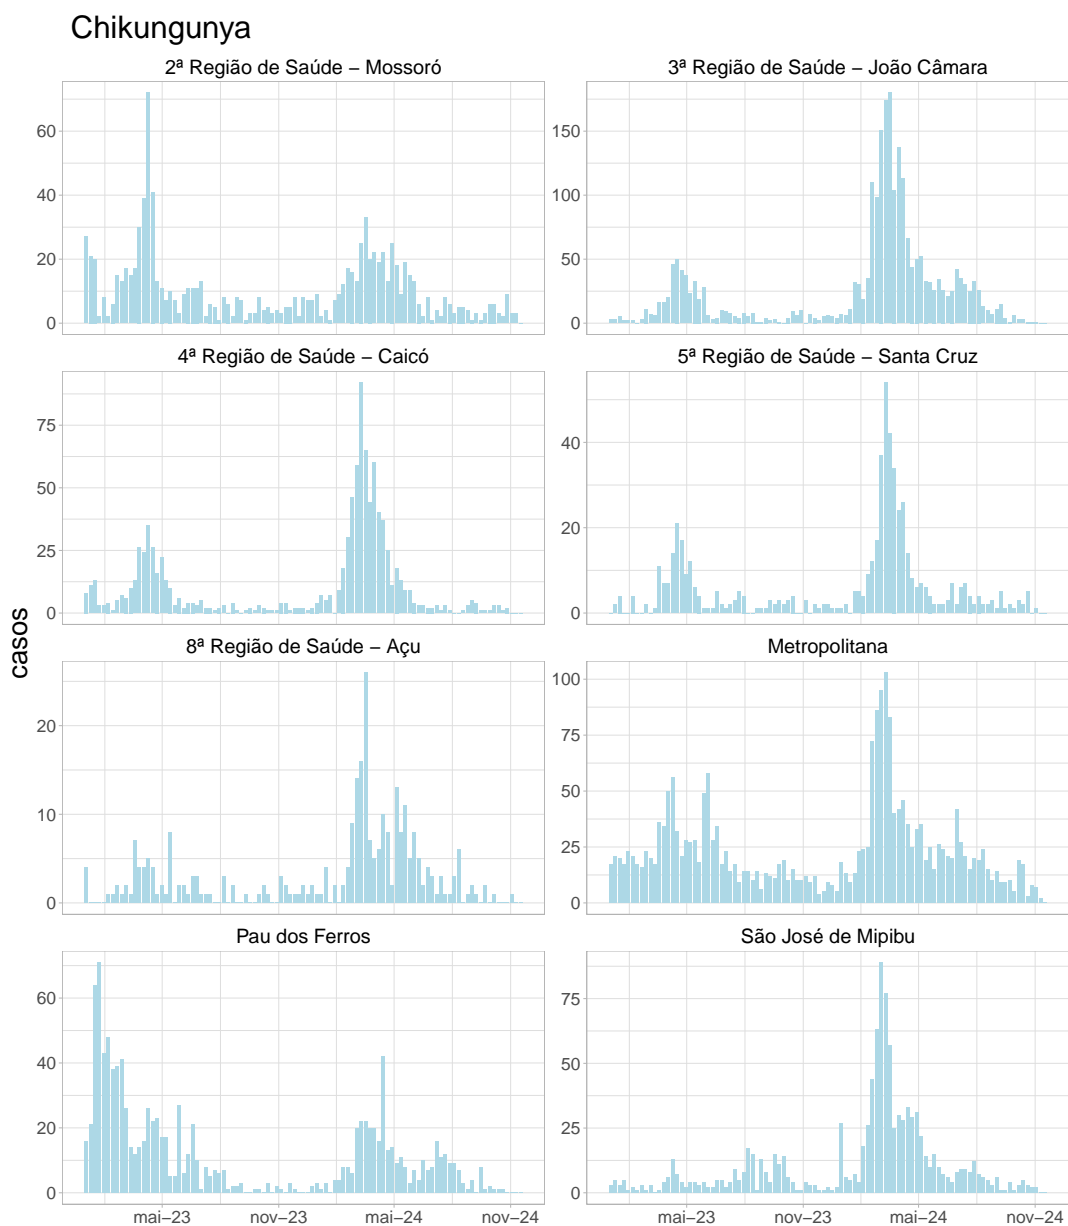 Chikungunya
2ª Região de Saúde – Mossoró
3ª Região de Saúde – João Câmara
60
40
20
0
150
100
50
0
4ª Região de Saúde – Caicó
5ª Região de Saúde – Santa Cruz
75
50
25
0
40
20
0
casos
8ª Região de Saúde – Açu
Metropolitana
20
10
0
100
75
50
25
0
Pau dos Ferros
São José de Mipibu
60
40
20
0
75
50
25
0
mai–23 nov–23 mai–24 nov–24
mai–23 nov–23 mai–24 nov–24